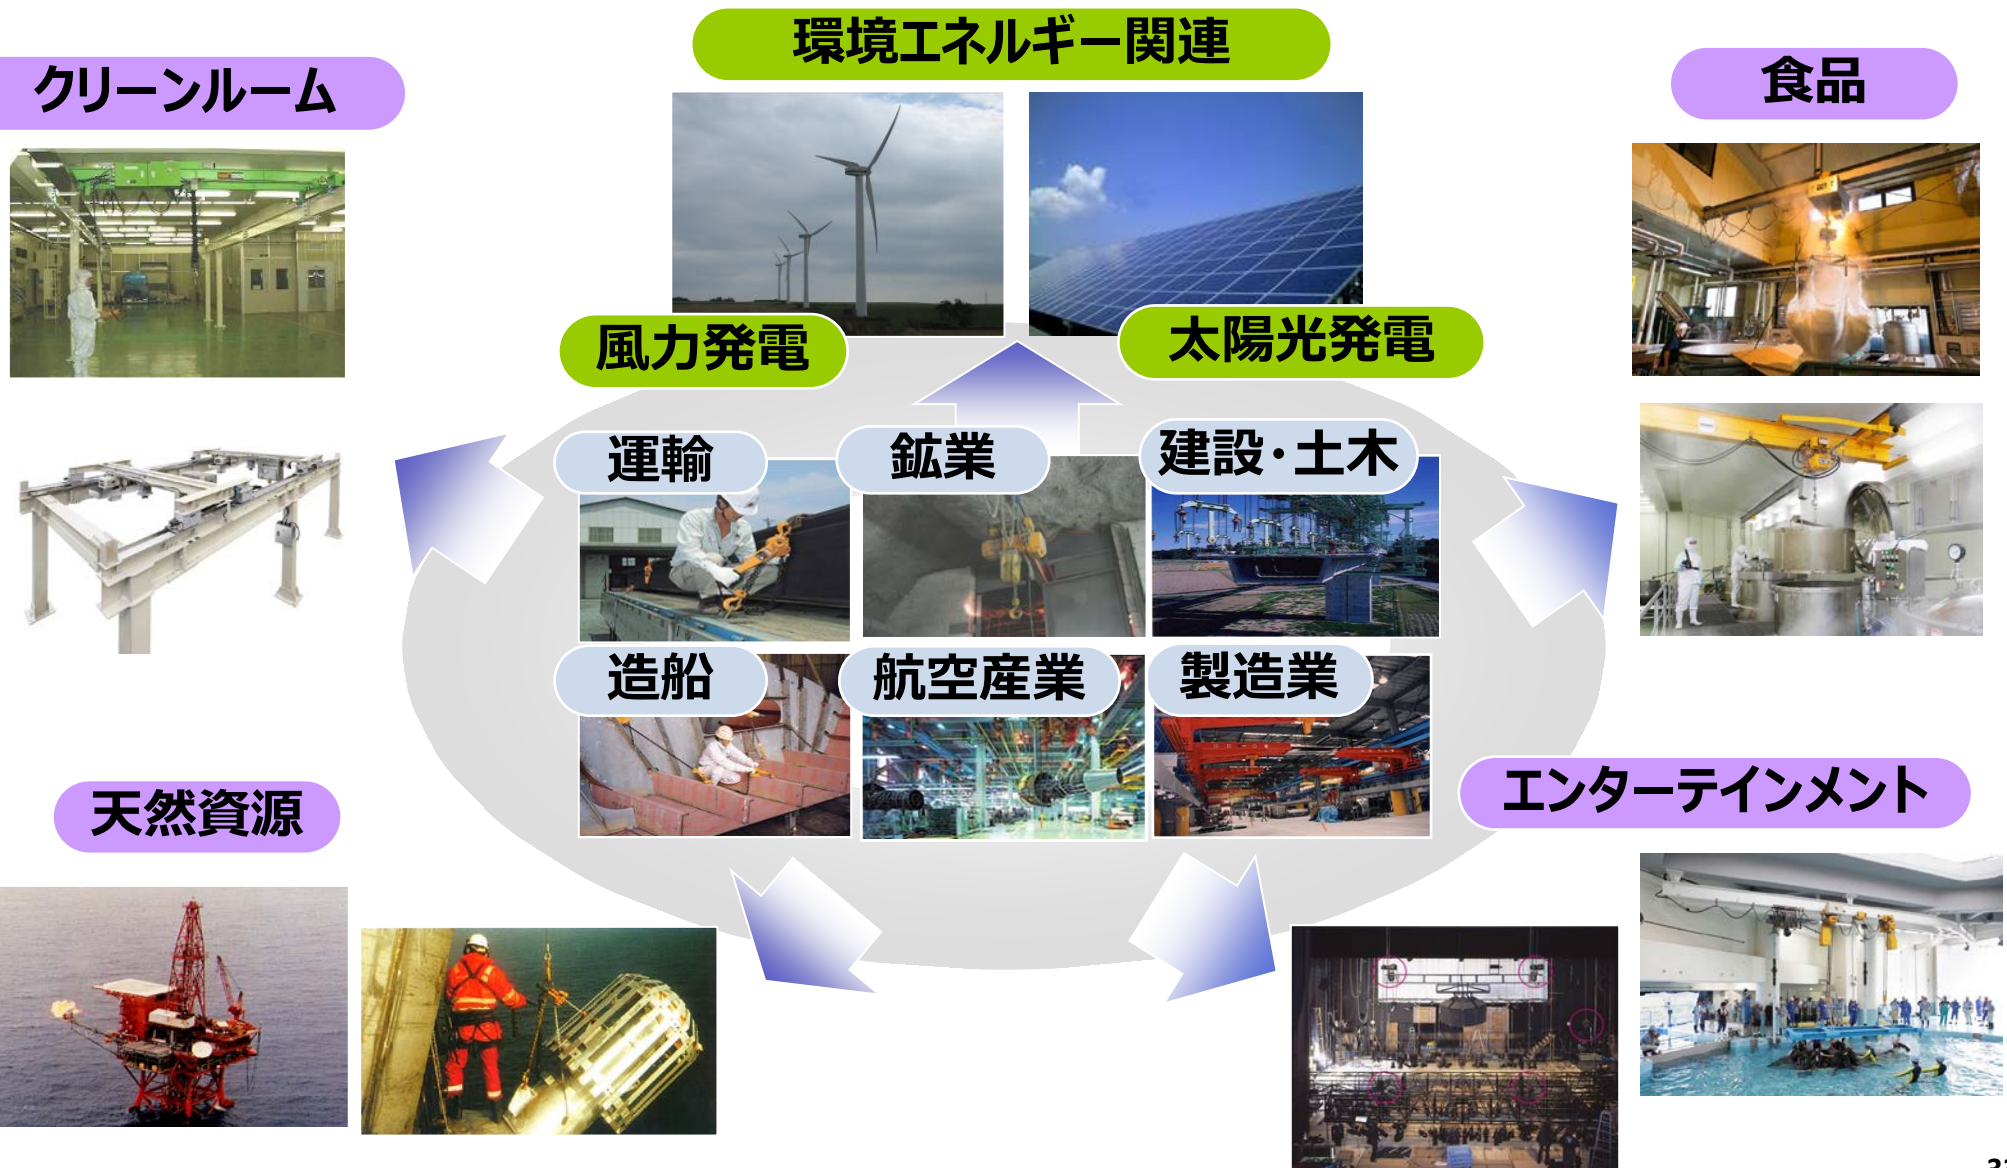 環境エネルギー関連
クリーンルーム
食品
風力発電
太陽光発電
運輸
鉱業
建設・土木
造船
航空産業
製造業
天然資源
エンターテインメント